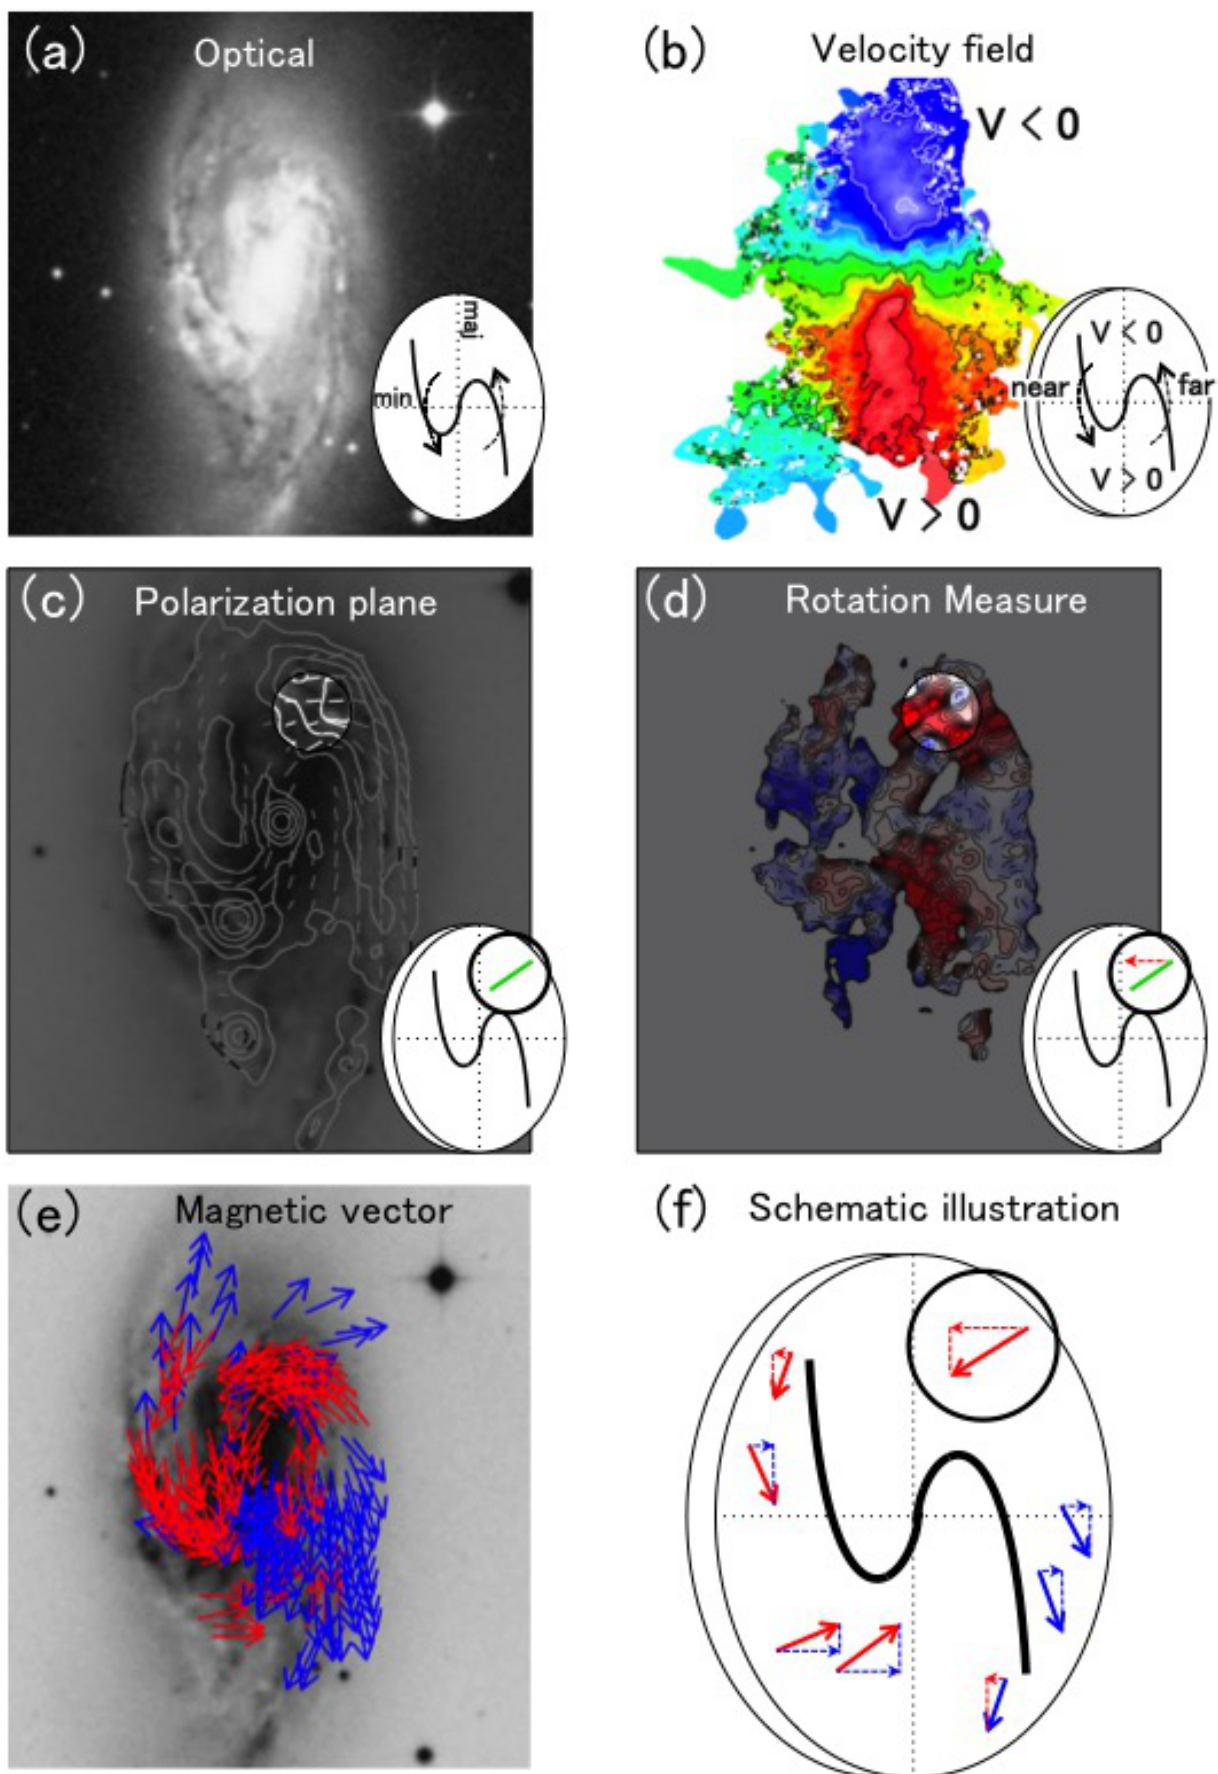 (a) Optical
maj
min
(b) Velocity field
V < 0
V < 0
near
far
V > 0
V > 0
(c) Polarization plane
(d) Rotation Measure
(e) Magnetic vector
(f) Schematic illustration